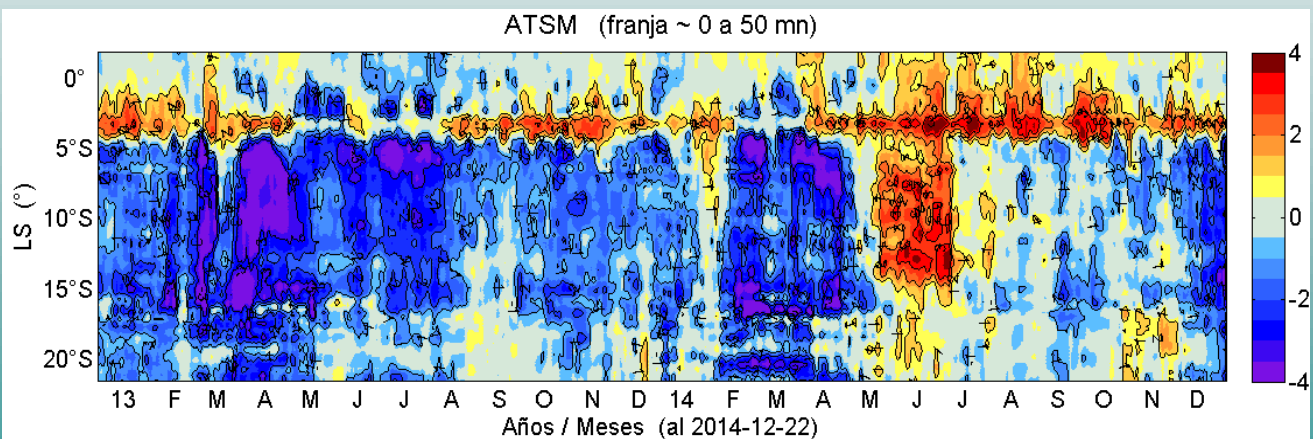 ATSM (franja ~ 0 a 50 mn)
LS (°)
0°
5°S
10°S
15°S
20°S
4
2
0
-2
-4
13 F M A M J J A S O N D 14 F M A M J J A S O N D
Años / Meses (al 2014-12-22)